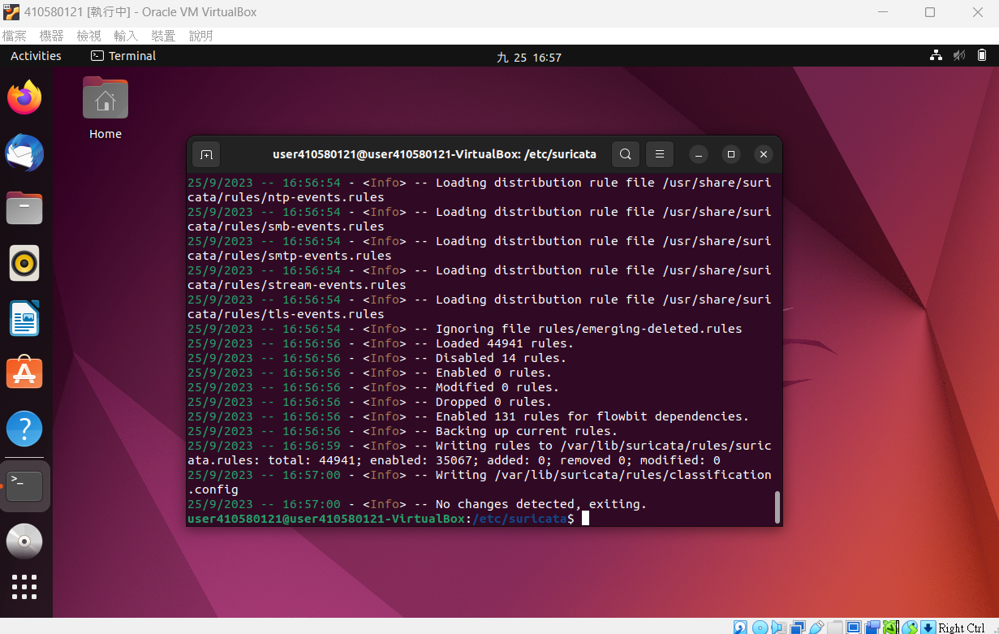 410580121 [執行中] - Oracle VM VirtualBox
檔案 機器 檢視 輸入 裝置 說明
Activities Terminal 九 25 16:57
Home
user410580121@user410580121-VirtualBox: /etc/suricata
25/9/2023 -- 16:56:54 - <Info> -- Loading distribution rule file /usr/share/suri
cata/rules/ntp-events.rules
25/9/2023 -- 16:56:54 - <Info> -- Loading distribution rule file /usr/share/suri
cata/rules/smb-events.rules
25/9/2023 -- 16:56:54 - <Info> -- Loading distribution rule file /usr/share/suri
cata/rules/smtp-events.rules
25/9/2023 -- 16:56:54 - <Info> -- Loading distribution rule file /usr/share/suri
cata/rules/stream-events.rules
25/9/2023 -- 16:56:54 - <Info> -- Loading distribution rule file /usr/share/suri
cata/rules/tls-events.rules
25/9/2023 -- 16:56:54 - <Info> -- Ignoring file rules/emerging-deleted.rules
25/9/2023 -- 16:56:56 - <Info> -- Loaded 44941 rules.
25/9/2023 -- 16:56:56 - <Info> -- Disabled 14 rules.
25/9/2023 -- 16:56:56 - <Info> -- Enabled 0 rules.
25/9/2023 -- 16:56:56 - <Info> -- Modified 0 rules.
25/9/2023 -- 16:56:56 - <Info> -- Dropped 0 rules.
25/9/2023 -- 16:56:56 - <Info> -- Enabled 131 rules for flowbit dependencies.
25/9/2023 -- 16:56:56 - <Info> -- Backing up current rules.
25/9/2023 -- 16:56:59 - <Info> -- Writing rules to /var/lib/suricata/rules/suric
ata.rules: total: 44941; enabled: 35067; added: 0; removed 0; modified: 0
25/9/2023 -- 16:57:00 - <Info> -- Writing /var/lib/suricata/rules/classification
.config
25/9/2023 -- 16:57:00 - <Info> -- No changes detected, exiting.
user410580121@user410580121-VirtualBox:/etc/suricata$
Right Ctrl